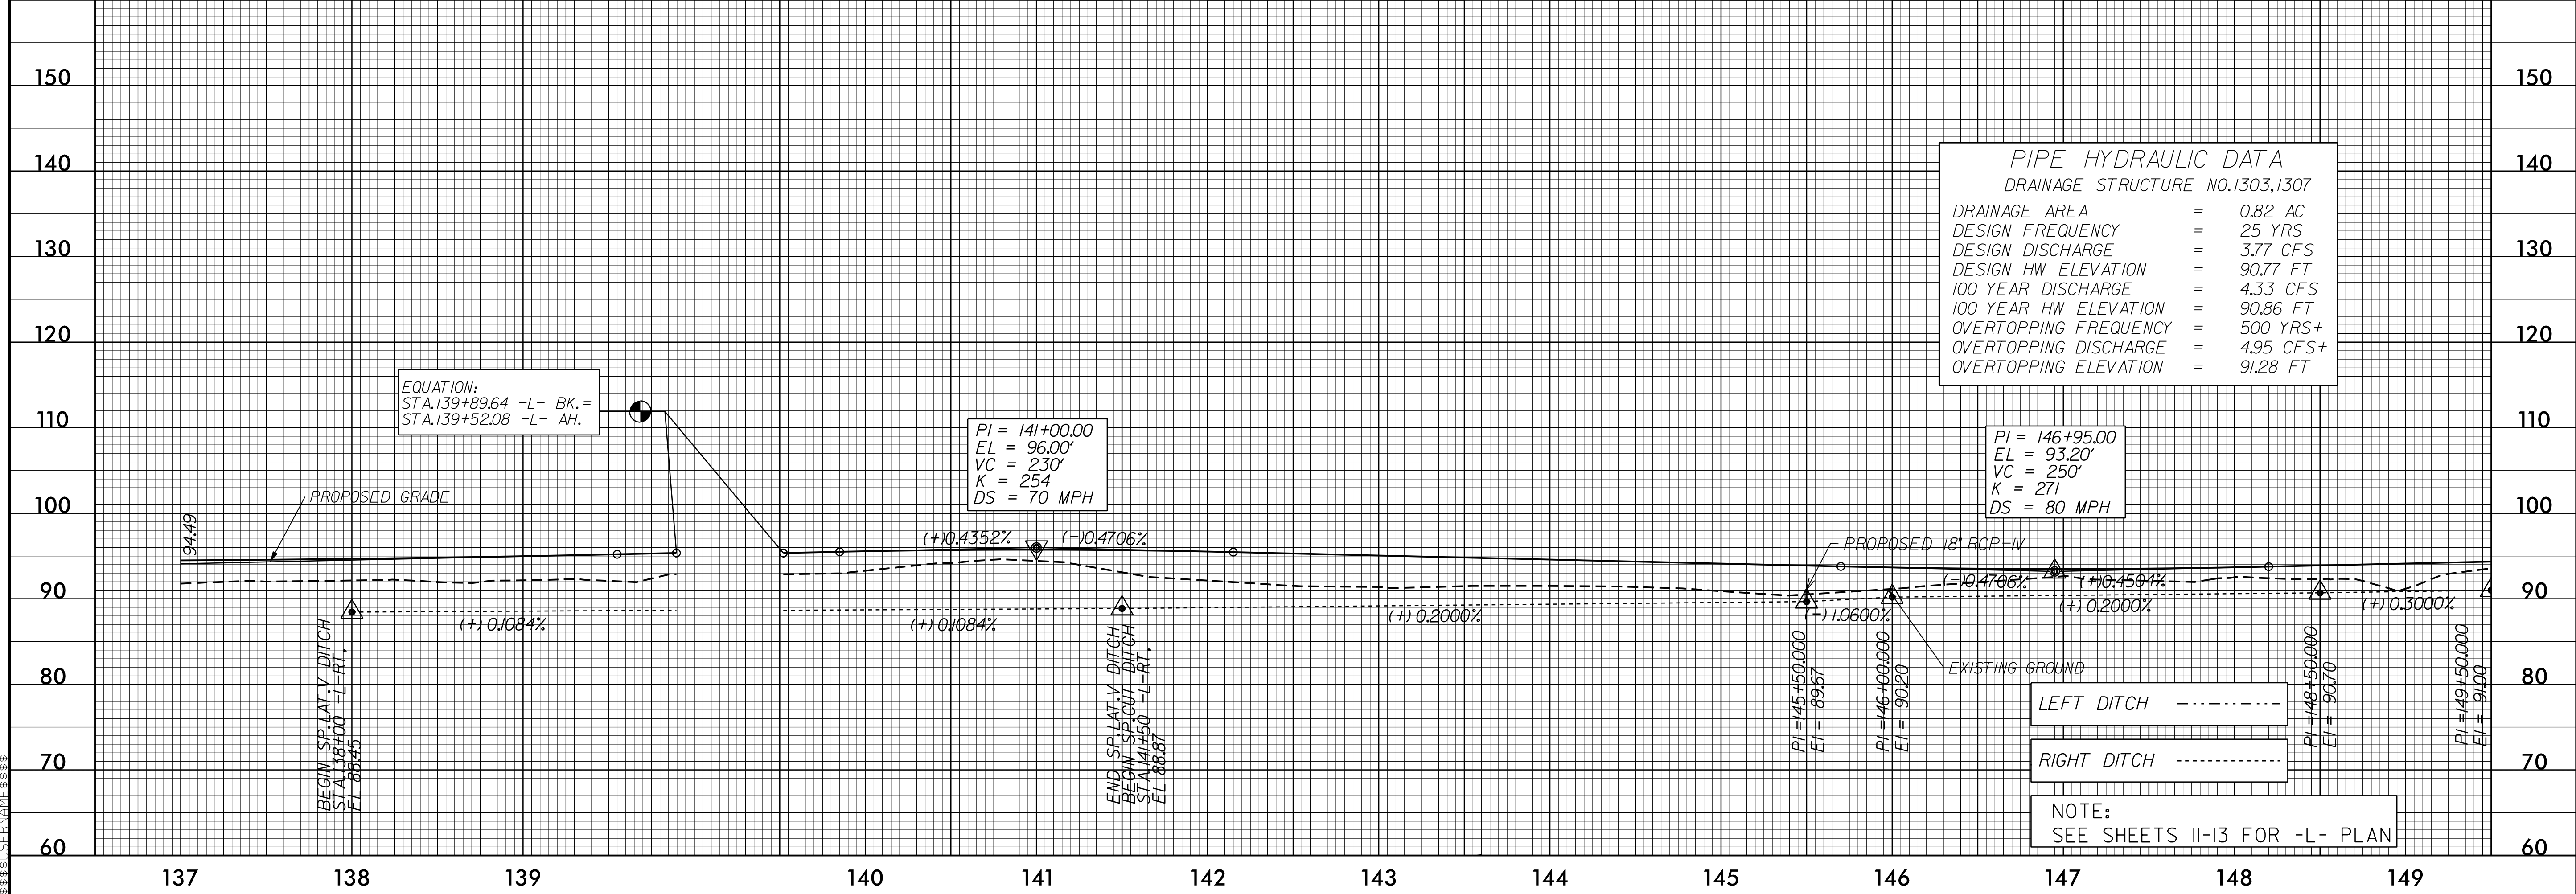 150
140
130
120
110
100
90
80
70
60
150
140
130
120
110
100
90
80
70
60
PIPE HYDRAULIC DATA
DRAINAGE STRUCTURE NO.1303,1307
DRAINAGE AREA = 0.82 AC
DESIGN FREQUENCY = 25 YRS
DESIGN DISCHARGE = 3.77 CFS
DESIGN HW ELEVATION = 90.77 FT
100 YEAR DISCHARGE = 4.33 CFS
100 YEAR HW ELEVATION = 90.86 FT
OVERTOPPING FREQUENCY = 500 YRS+
OVERTOPPING DISCHARGE = 4.95 CFS+
OVERTOPPING ELEVATION = 91.28 FT
EQUATION:
STA.139+89.64 -L- BK.=
STA.139+52.08 -L- AH.
PI = 141+00.00
EL = 96.00'
VC = 230'
K = 254
DS = 70 MPH
PI = 146+95.00
EL = 93.20'
VC = 250'
K = 271
DS = 80 MPH
94.49
PROPOSED GRADE
(+)0.4352%
(-)0.4706%
PROPOSED 18" RCP-IV
(-)0.4706%
(+)0.4504%
(+)0.1084%
(+)0.1084%
(+)0.2000%
(-)1.0600%
(+)0.2000%
(+)0.3000%
BEGIN SP.LAT.V DITCH
STA.138+00 -L-RT.
EL 88.45
END SP.LAT.V DITCH
BEGIN SP.CUT DITCH
STA.141+50 -L-RT.
EL 88.87
PI =145+50.000
El = 89.67
PI =146+00.000
El = 90.20
EXISTING GROUND
PI =148+50.000
El = 90.70
PI =149+50.000
El = 91.00
LEFT DITCH
RIGHT DITCH
NOTE:
SEE SHEETS 11-13 FOR -L- PLAN
137 138 139 140 141 142 143 144 145 146 147 148 149
$$$$USERNAME$$$$